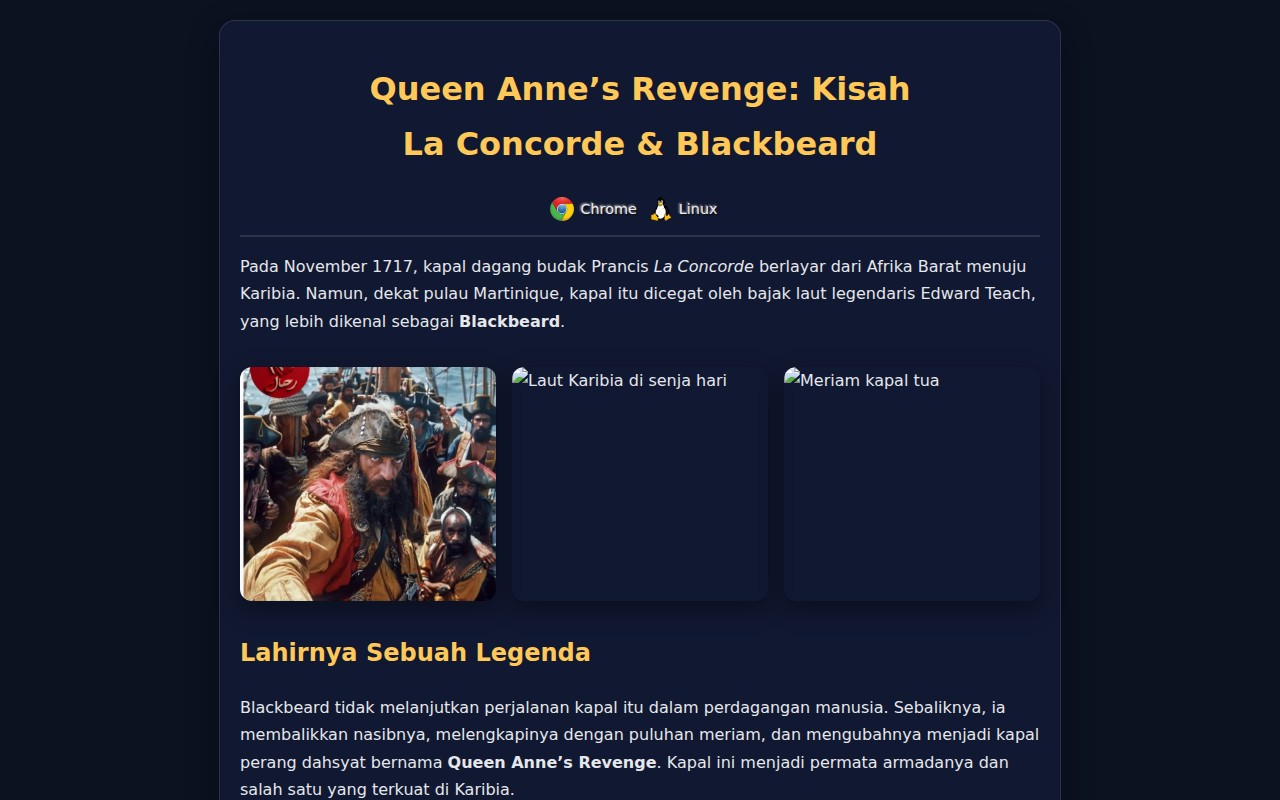 Queen Anne’s Revenge: Kisah
La Concorde & Blackbeard
Chrome Linux
Pada November 1717, kapal dagang budak Prancis La Concorde berlayar dari Afrika Barat menuju
Karibia. Namun, dekat pulau Martinique, kapal itu dicegat oleh bajak laut legendaris Edward Teach,
yang lebih dikenal sebagai Blackbeard.
رجال
Laut Karibia di senja hari
Meriam kapal tua
Lahirnya Sebuah Legenda
Blackbeard tidak melanjutkan perjalanan kapal itu dalam perdagangan manusia. Sebaliknya, ia
membalikkan nasibnya, melengkapinya dengan puluhan meriam, dan mengubahnya menjadi kapal
perang dahsyat bernama Queen Anne’s Revenge. Kapal ini menjadi permata armadanya dan
salah satu yang terkuat di Karibia.